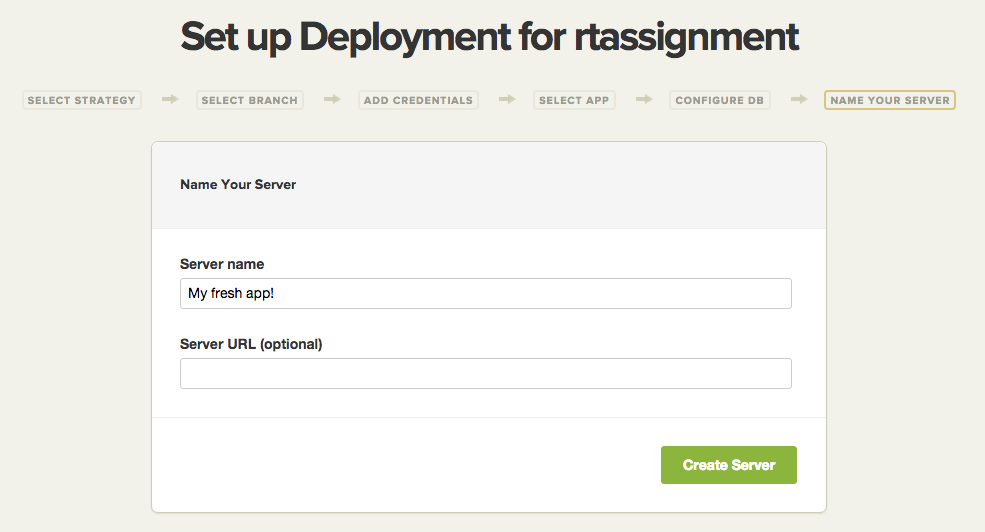 Set up Deployment for rtassignment
SELECT STRATEGY SELECT BRANCH ADD CREDENTIALS SELECT APP CONFIGURE DB NAME YOUR SERVER
Name Your Server
Server name
My fresh app!
Server URL (optional)
Create Server